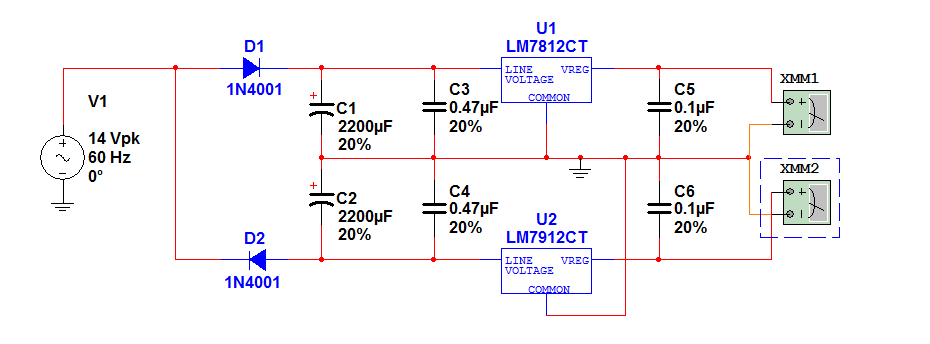 U1
LM7812CT
D1
LINE VREG
VOLTAGE
COMMON
1N4001
XMM1
V1
C1
2200µF
20%
C3
0.47µF
20%
C5
0.1µF
20%
14 Vpk
60 Hz
0°
XMM2
C2
2200µF
20%
C4
0.47µF
20%
C6
0.1µF
20%
U2
LM7912CT
D2
LINE VREG
VOLTAGE
COMMON
1N4001